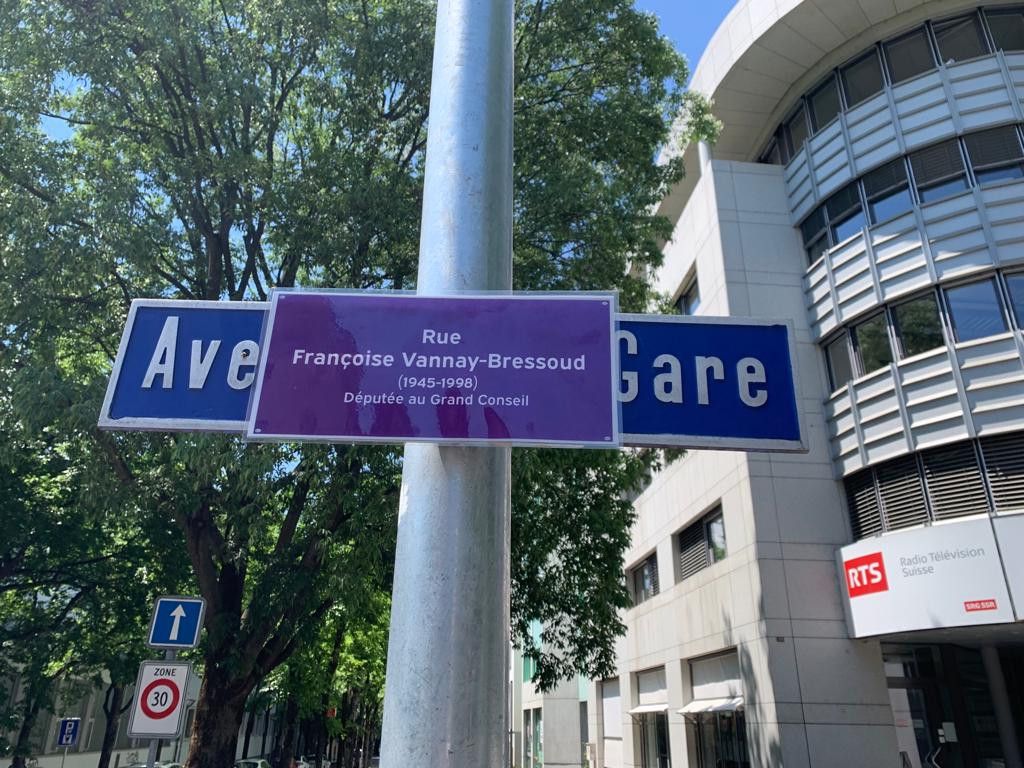 Ave
Gare
Rue
Françoise Vannay-Bressoud
(1945-1998)
Députée au Grand Conseil
RTS
Radio Télévision
Suisse
SRG SSR
ZONE
30
P